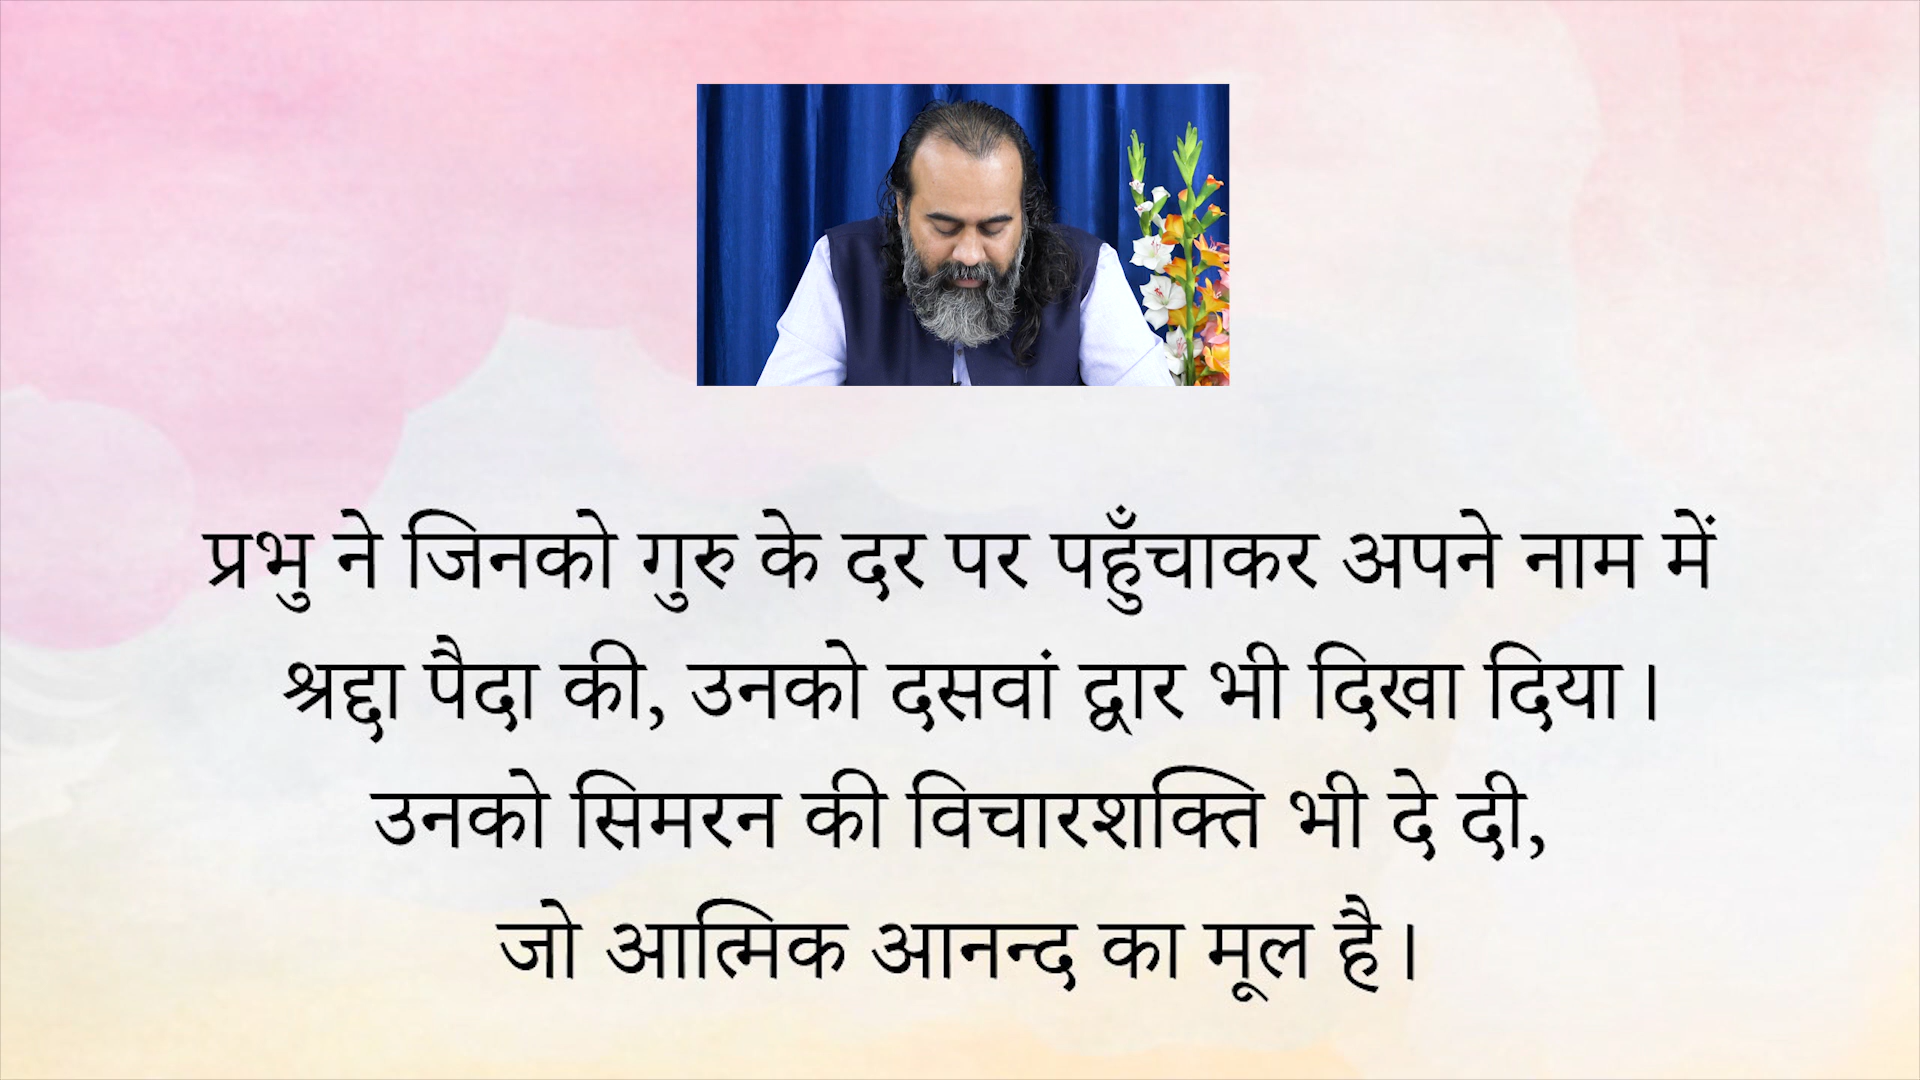 प्रभु ने जिनको गुरु के दर पर पहुँचाकर अपने नाम में
श्रद्दा पैदा की, उनको दसवां द्वार भी दिखा दिया।
उनको सिमरन की विचारशक्ति भी दे दी,
जो आत्मिक आनन्द का मूल है।